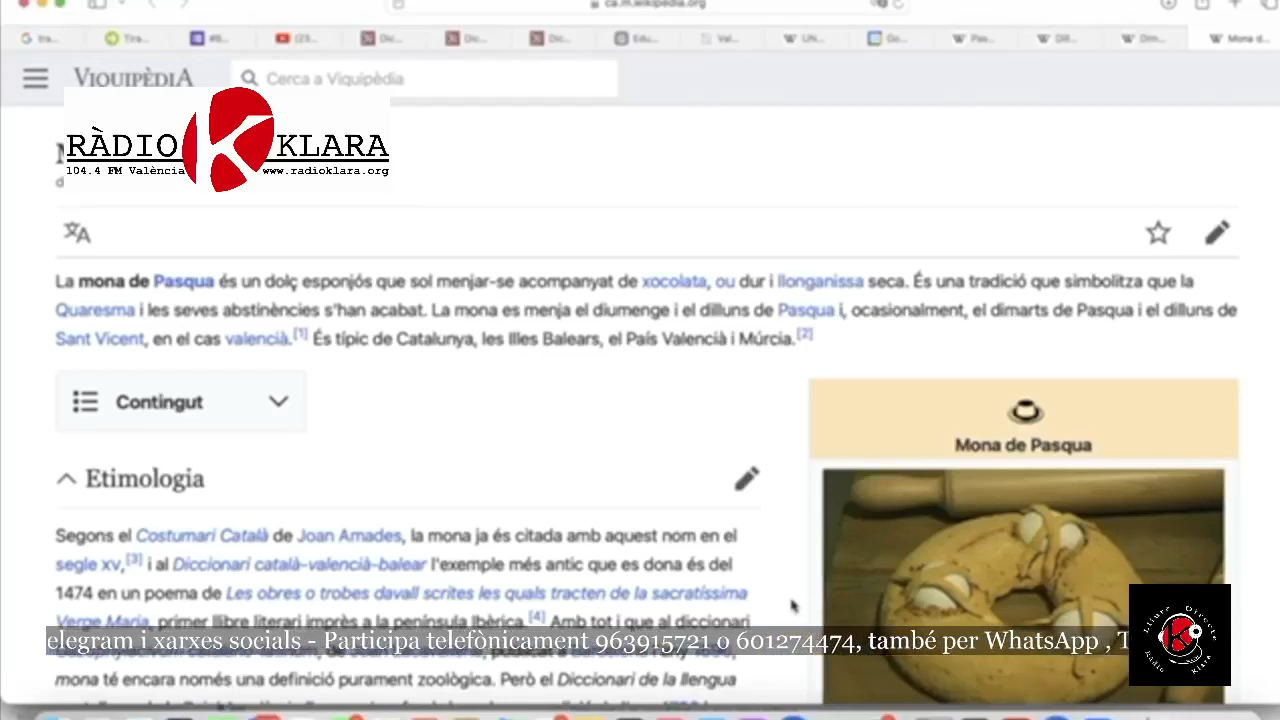 ca.m.wikipedia.org
Mona d...
VIQUIPÈDIA
Cerca a Viquipèdia
RÀDIO K KLARA
104.4 FM València www.radioklara.org
La mona de Pasqua és un dolç esponjós que sol menjar-se acompanyat de xocolata, ou dur i llonganissa seca. És una tradició que simbolitza que la
Quaresma i les seves abstinències s'han acabat. La mona es menja el diumenge i el dilluns de Pasqua i, ocasionalment, el dimarts de Pasqua i el dilluns de
Sant Vicent, en el cas valencià.[1] És típic de Catalunya, les Illes Balears, el País Valencià i Múrcia.[2]
Contingut
Mona de Pasqua
Etimologia
Segons el Costumari Català de Joan Amades, la mona ja és citada amb aquest nom en el
segle xv,[3] i al Diccionari català-valencià-balear l'exemple més antic que es dona és del
1474 en un poema de Les obres o trobes davall scrites les quals tracten de la sacratíssima
Verge Maria, primer llibre literari imprès a la península Ibèrica.[4] Amb tot i que al diccionari
elegram i xarxes socials - Participa telefònicament 963915721 o 601274474, també per WhatsApp , T
mona té encara només una definició purament zoològica. Però el Diccionari de la llengua